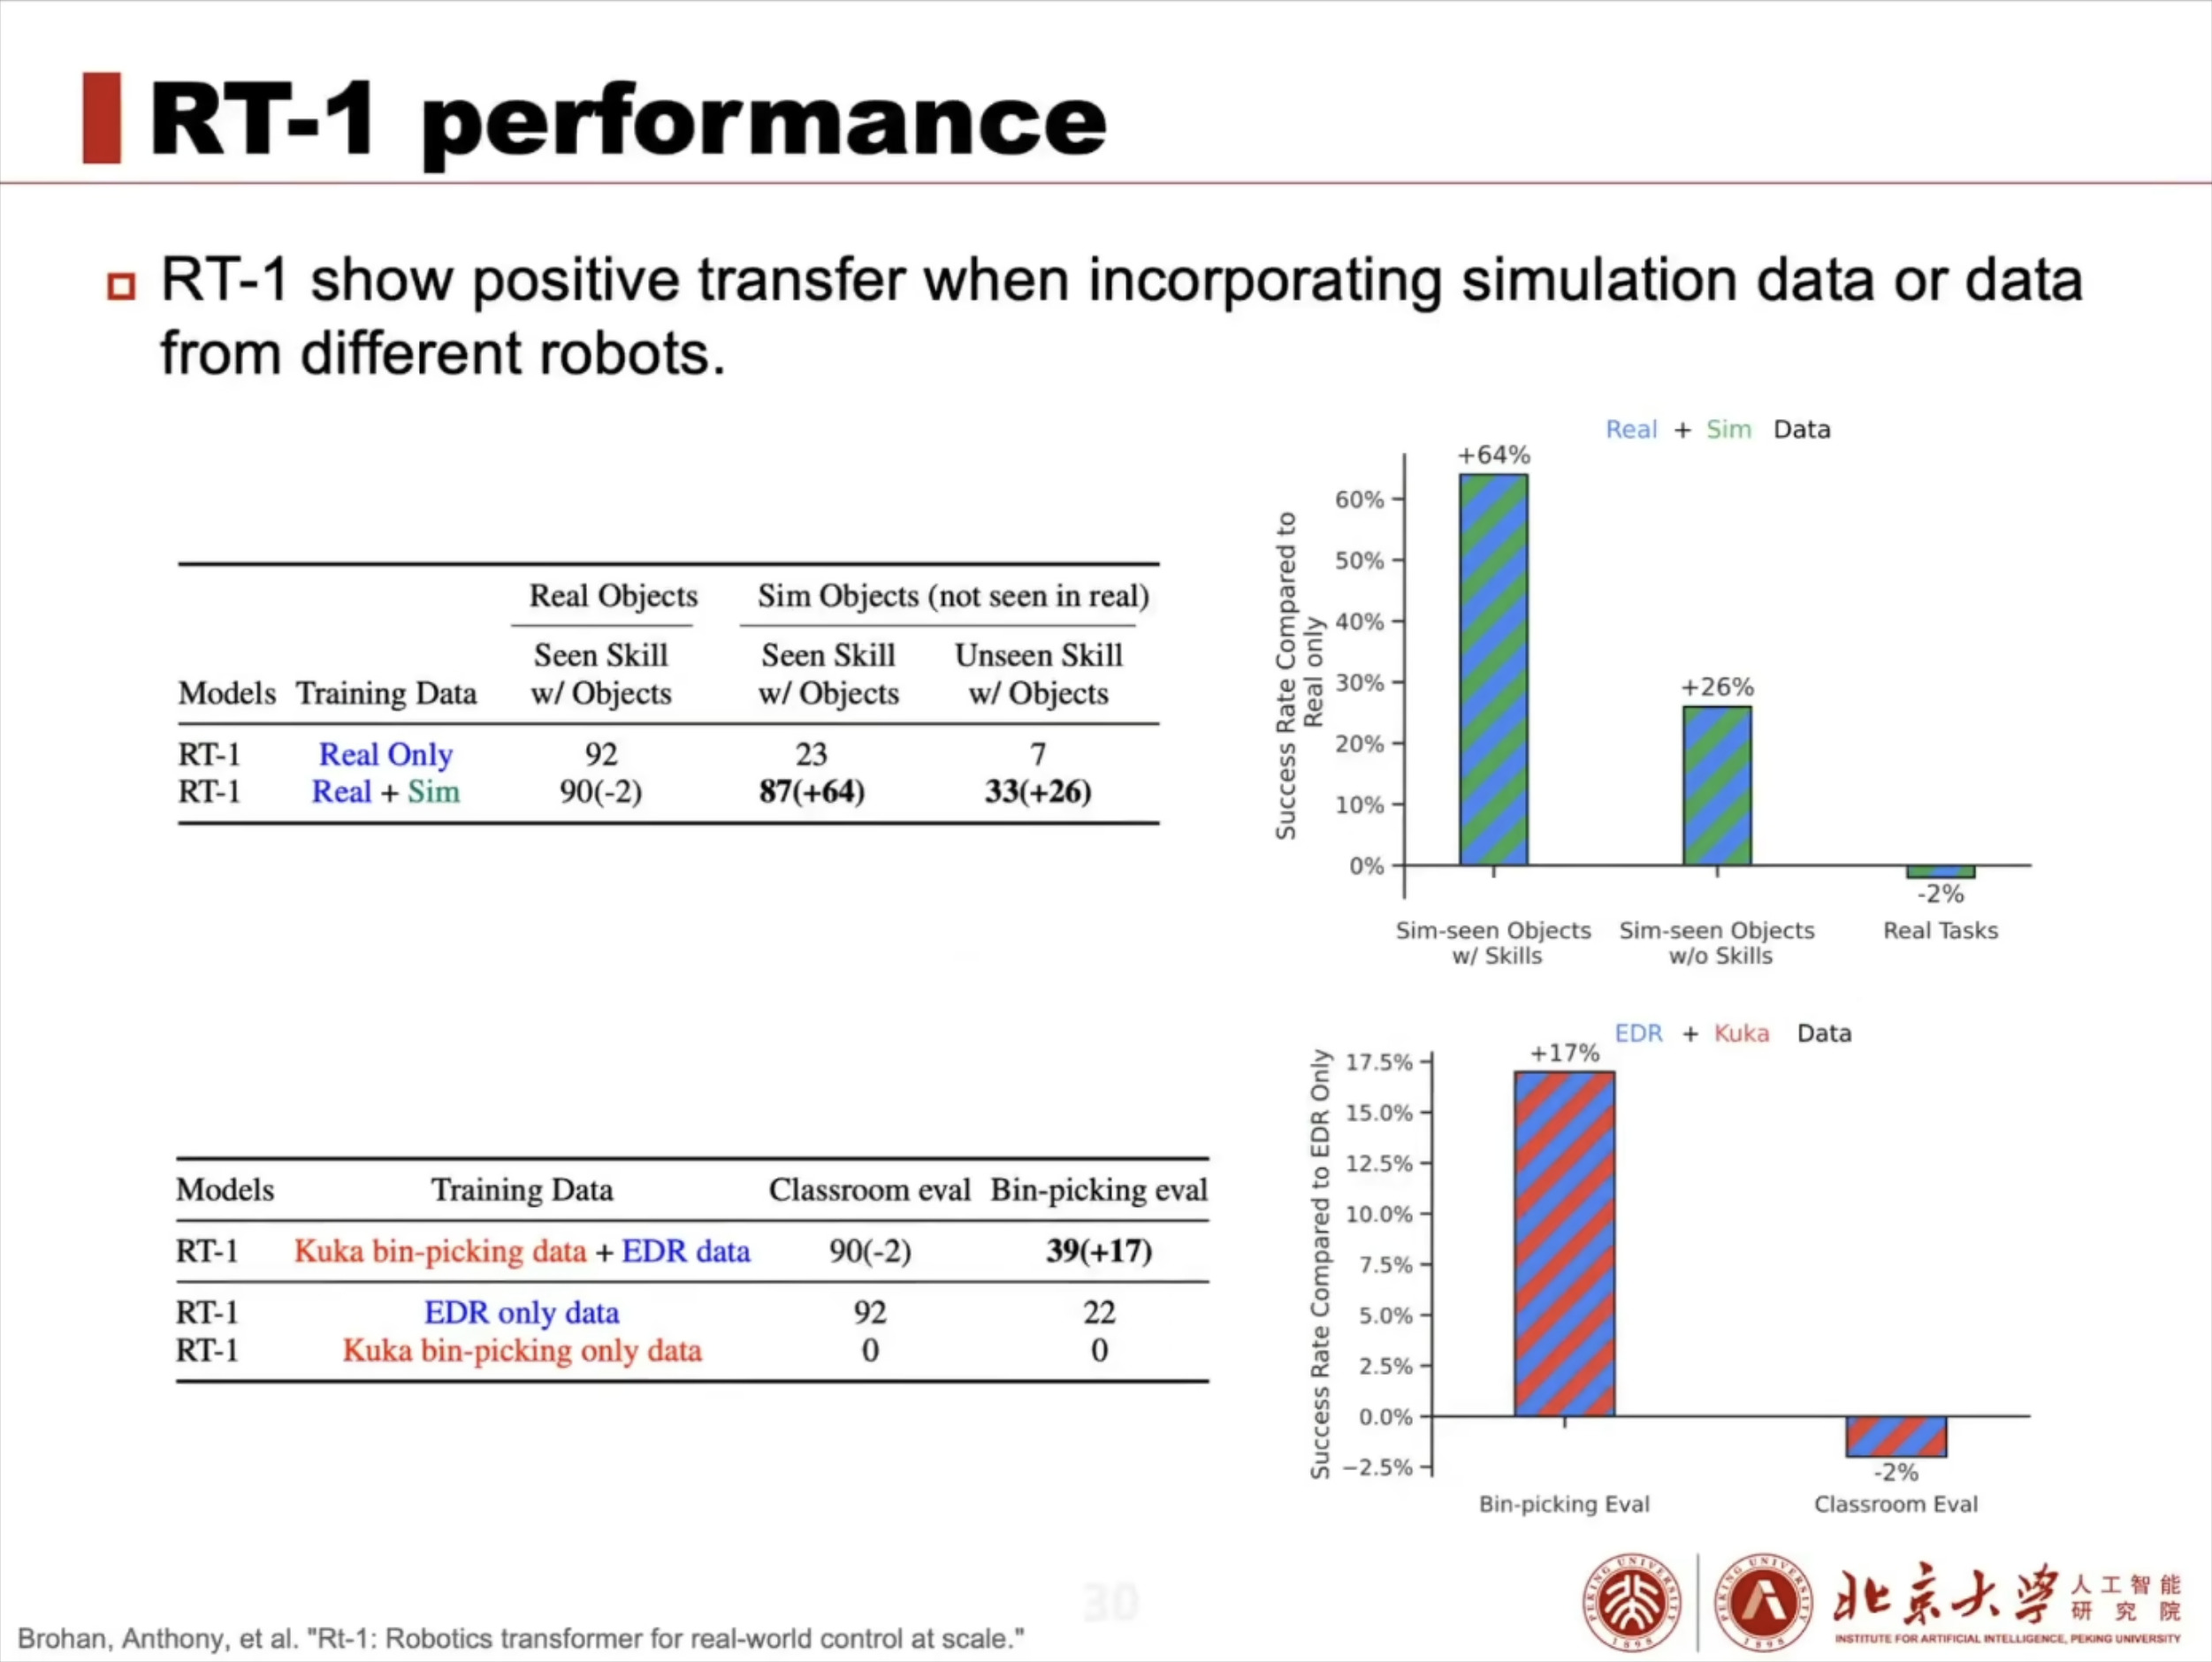 RT-1 performance
RT-1 show positive transfer when incorporating simulation data or data
from different robots.
Real Objects Sim Objects (not seen in real)
Seen Skill Seen Skill Unseen Skill
Models Training Data w/ Objects w/ Objects w/ Objects
RT-1 Real Only 92 23 7
RT-1 Real + Sim 90(-2) 87(+64) 33(+26)
Real + Sim Data
Success Rate Compared to
Real only
60%
50%
40%
30%
20%
10%
0%
+64%
+26%
-2%
Sim-seen Objects
w/ Skills
Sim-seen Objects
w/o Skills
Real Tasks
Models Training Data Classroom eval Bin-picking eval
RT-1 Kuka bin-picking data + EDR data 90(-2) 39(+17)
RT-1 EDR only data 92 22
RT-1 Kuka bin-picking only data 0 0
EDR + Kuka Data
Success Rate Compared to EDR Only
17.5%
15.0%
12.5%
10.0%
7.5%
5.0%
2.5%
0.0%
−2.5%
+17%
-2%
Bin-picking Eval
Classroom Eval
30
Brohan, Anthony, et al. "Rt-1: Robotics transformer for real-world control at scale."
PEKING UNIVERSITY
1898
PEKING UNIVERSITY
1898
北京大学
人工智能
研究院
INSTITUTE FOR ARTIFICIAL INTELLIGENCE, PEKING UNIVERSITY